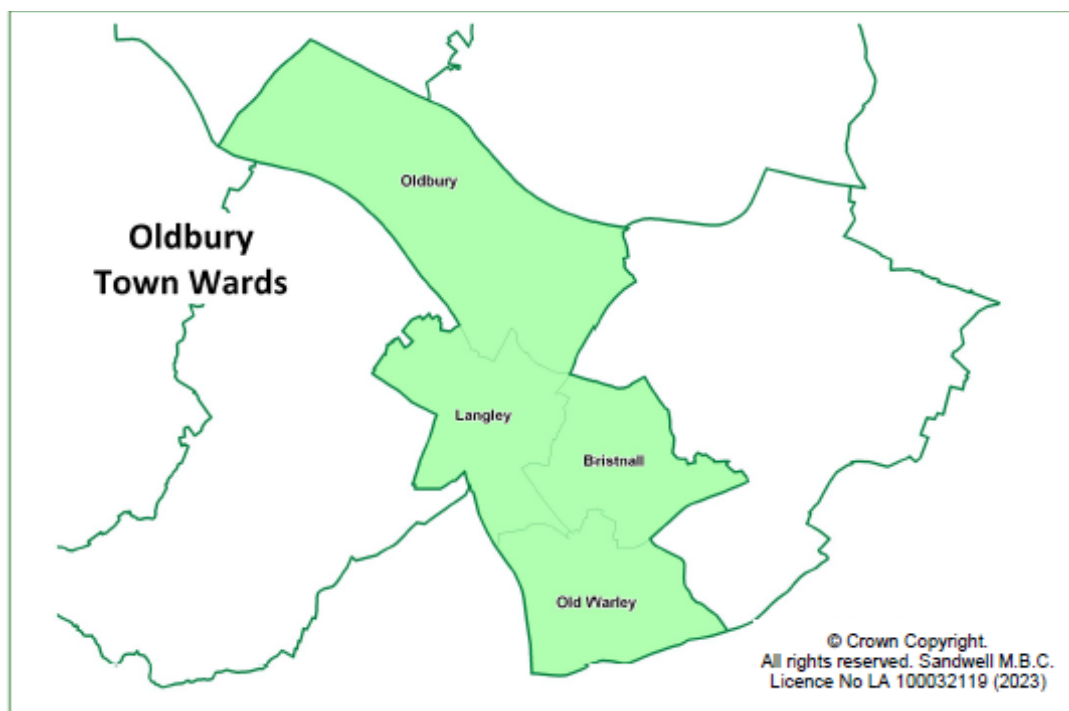 Oldbury
Oldbury
Town Wards
Langley
Bristnall
Old Warley
© Crown Copyright.
All rights reserved. Sandwell M.B.C.
Licence No LA 100032119 (2023)